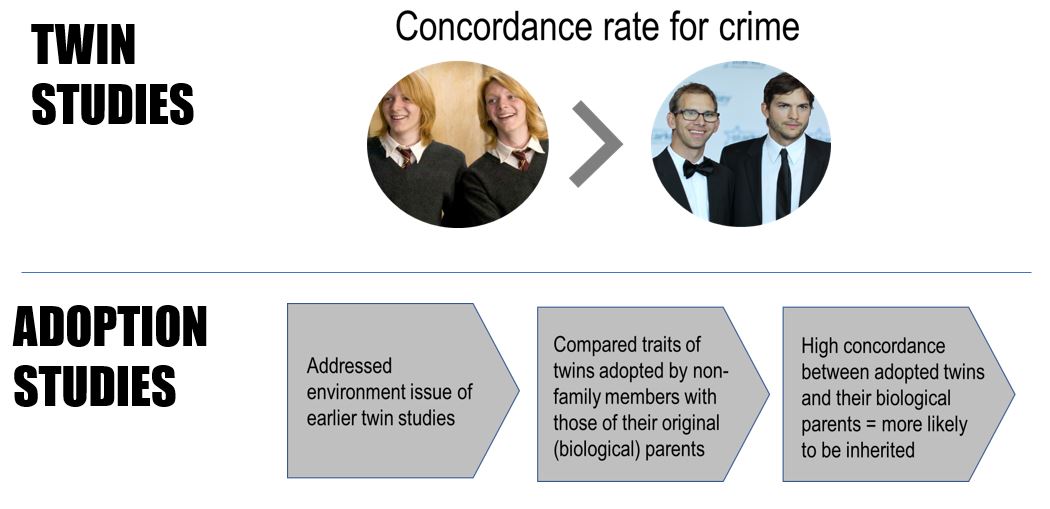 TWIN
STUDIES
Concordance rate for crime
ADOPTION
STUDIES
Addressed
environment issue of
earlier twin studies
Compared traits of
twins adopted by non-
family members with
those of their original
(biological) parents
High concordance
between adopted twins
and their biological
parents = more likely
to be inherited